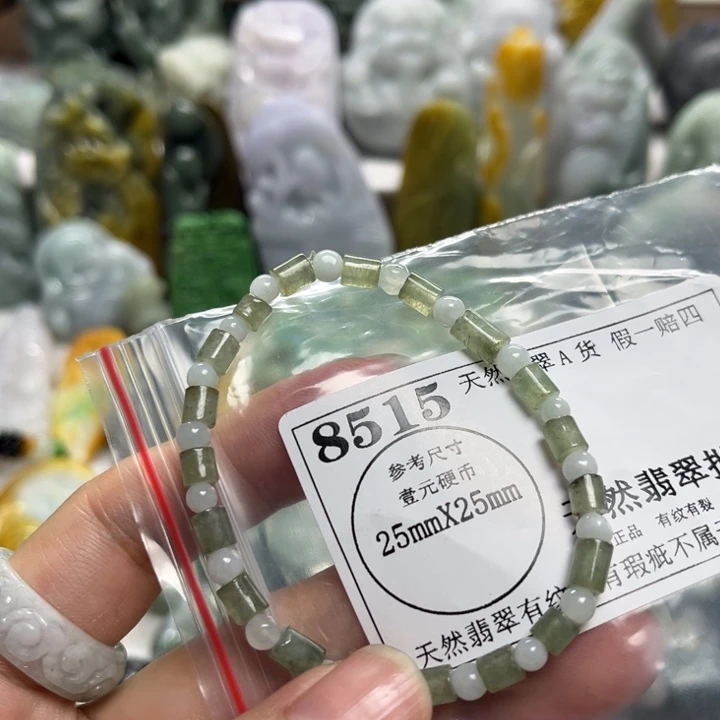 天然 翠A货 假一赔四
8515
参考尺寸
壹元硬币
25mmX25mm
然翡翠
正品 有纹有裂
有瑕疵不属
天然翡翠有纹